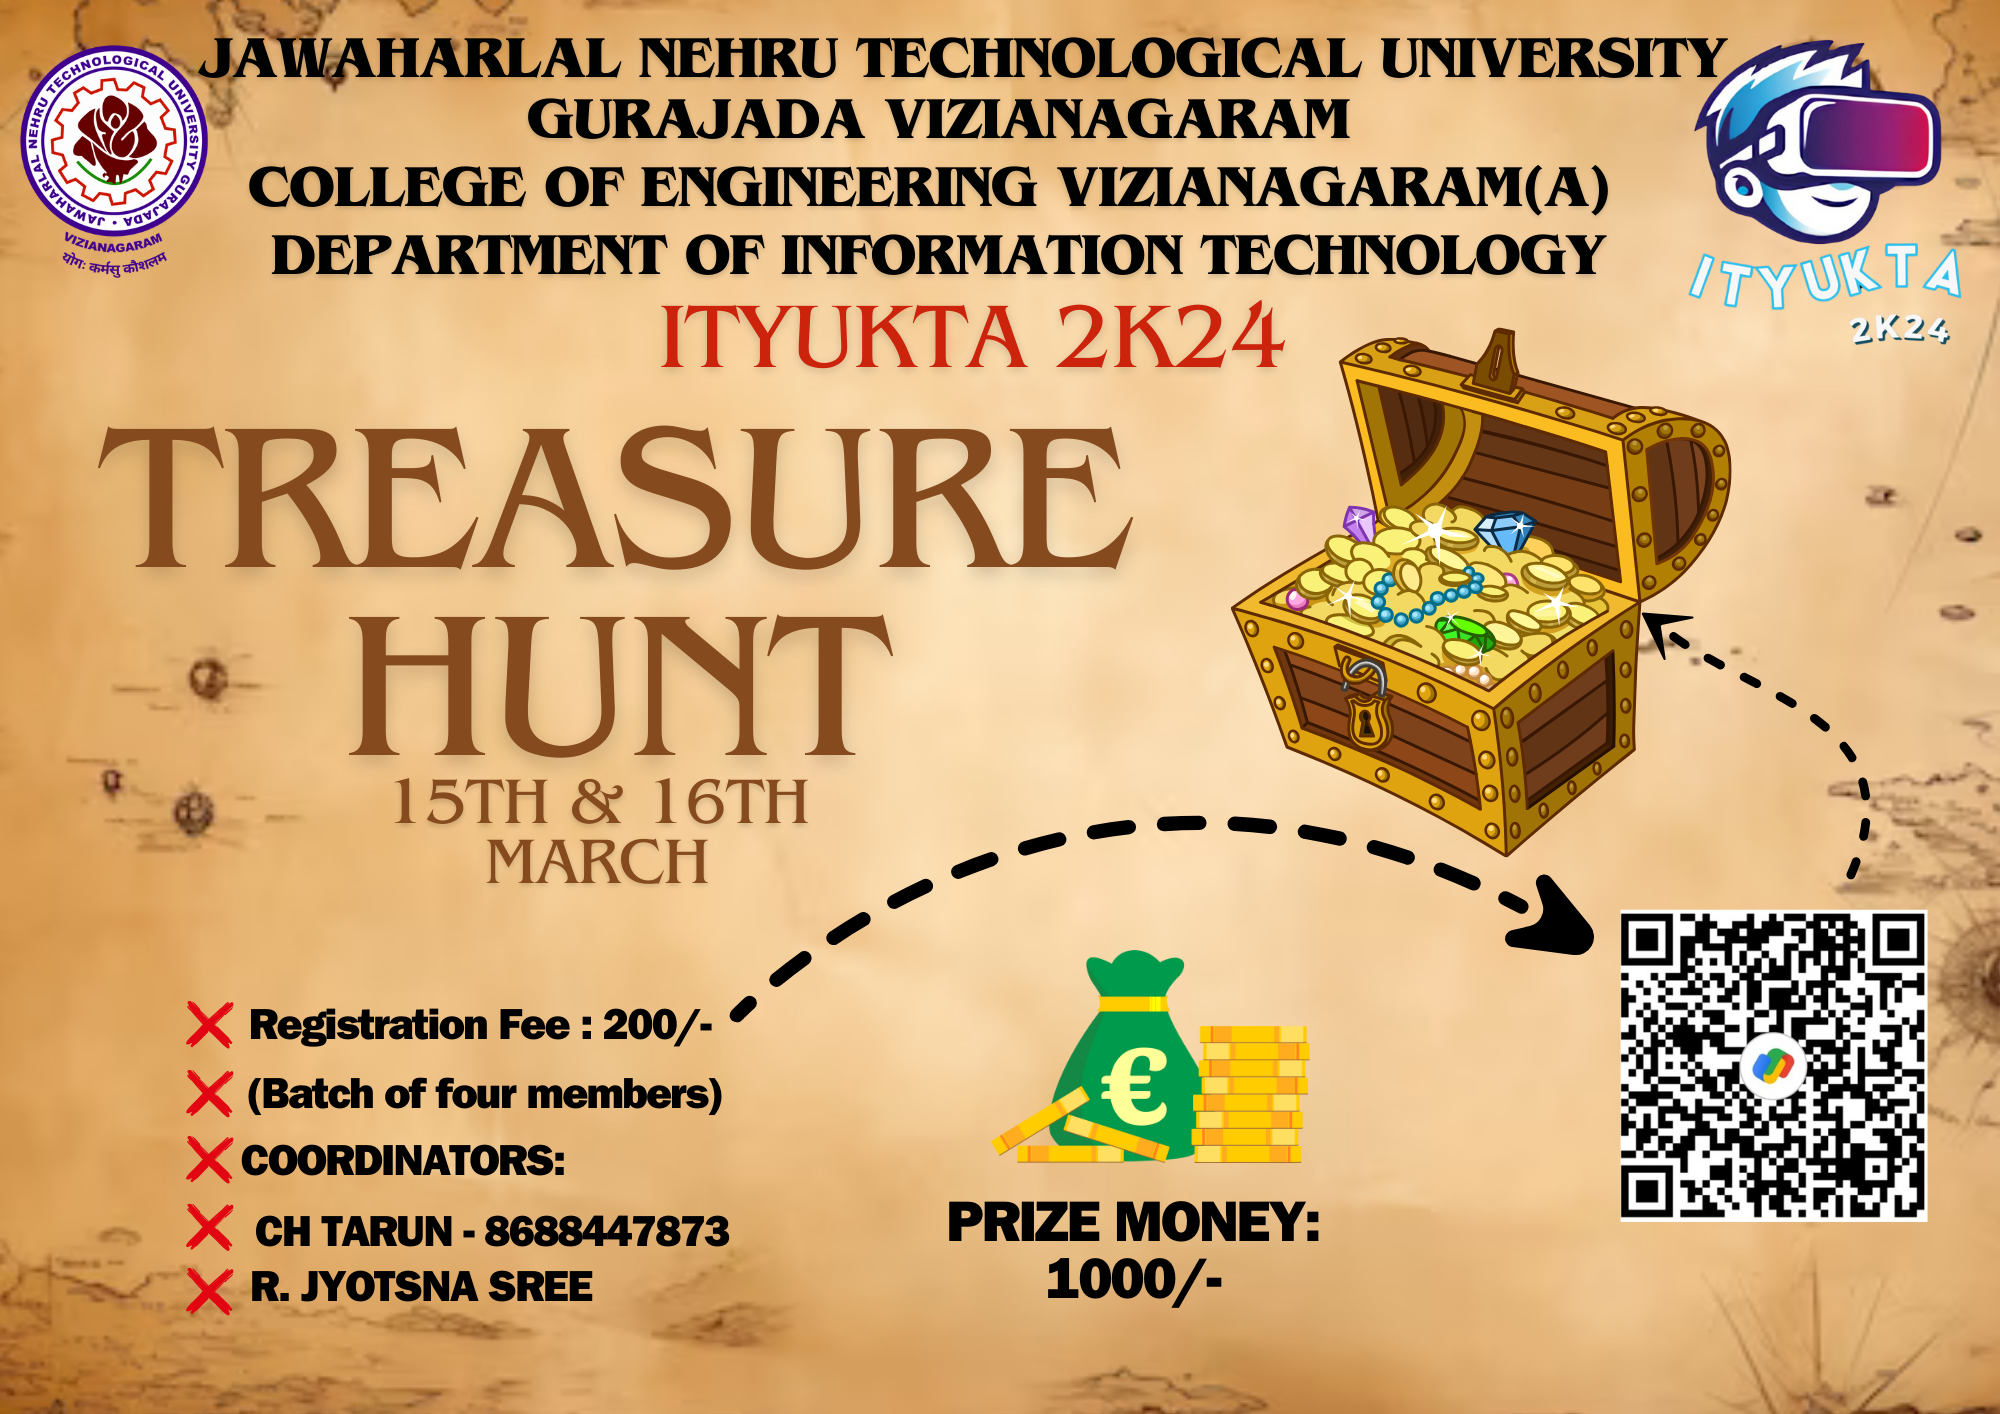 JAWAHARLAL NEHRU TECHNOLOGICAL UNIVERSITY
GURAJADA VIZIANAGARAM
COLLEGE OF ENGINEERING VIZIANAGARAM(A)
DEPARTMENT OF INFORMATION TECHNOLOGY
JAWAHARLAL NEHRU TECHNOLOGICAL UNIVERSITY GURAJADA
VIZIANAGARAM
योगः कर्मसु कौशलम
ITYUKTA
2K24
ITYUKTA 2K24
TREASURE
HUNT
15TH & 16TH
MARCH
Registration Fee : 200/-
(Batch of four members)
COORDINATORS:
CH TARUN - 8688447873
R. JYOTSNA SREE
€
PRIZE MONEY:
1000/-